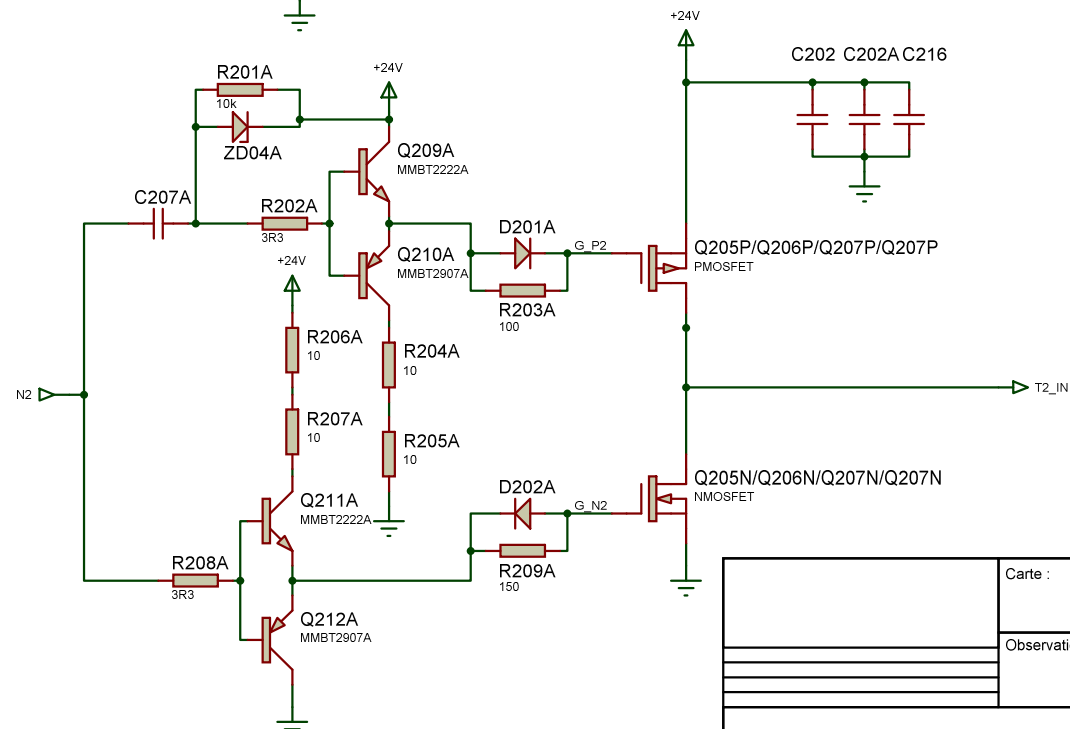 +24V
C202 C202A C216
R201A
10k
+24V
ZD04A
Q209A
MMBT2222A
C207A
R202A
3R3
D201A
G_P2
Q205P/Q206P/Q207P/Q207P
PMOSFET
Q210A
MMBT2907A
+24V
R203A
100
R206A
10
R204A
10
N2
T2_IN
R207A
10
R205A
10
Q211A
MMBT2222A
D202A
G_N2
Q205N/Q206N/Q207N/Q207N
NMOSFET
R208A
3R3
R209A
150
Carte :
Q212A
MMBT2907A
Observati